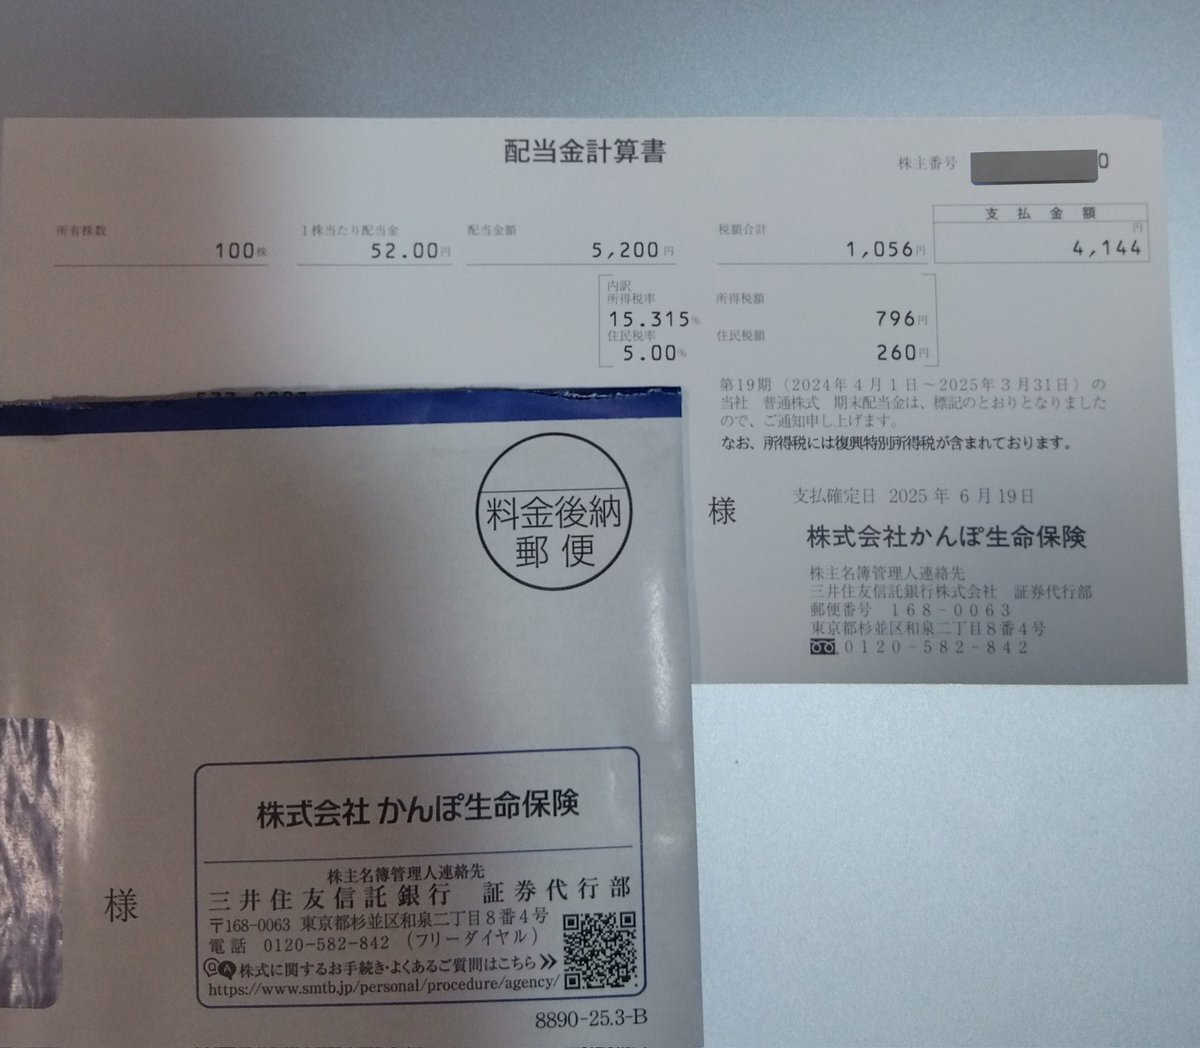 配当金計算書
株主番号 0
所有株数 1株当たり配当金 配当金額 税額合計 支払金額
100株 52.00円 5,200円 1,056円 4,144円
内訳
所得税率 所得税額
15.315% 796円
住民税率 住民税額
5.00% 260円
第19期（2024年4月1日～2025年3月31日）の
当社 普通株式 期末配当金は、標記のとおりとなりました
ので、ご通知申し上げます。
なお、所得税には復興特別所得税が含まれております。
様
支払確定日 2025年6月19日
株式会社かんぽ生命保険
株主名簿管理人連絡先
三井住友信託銀行株式会社 証券代行部
郵便番号 168-0063
東京都杉並区和泉二丁目8番4号
0120-582-842
料金後納
郵便
様
株式会社かんぽ生命保険
株主名簿管理人連絡先
三井住友信託銀行 証券代行部
〒168-0063 東京都杉並区和泉二丁目8番4号
電話 0120-582-842 （フリーダイヤル）
QA 株式に関するお手続き・よくあるご質問はこちら
https://www.smtb.jp/personal/procedure/agency/
8890-25.3-B